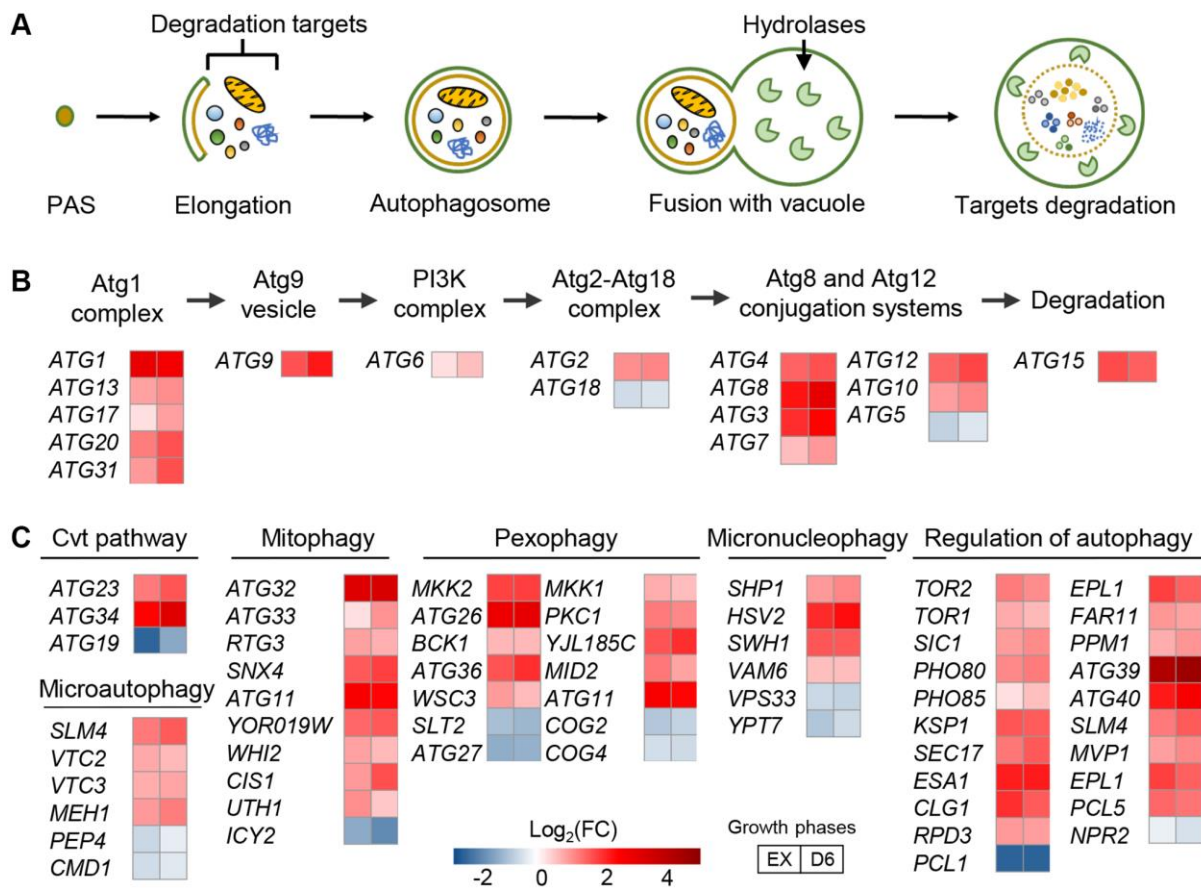 A
Degradation targets
Hydrolases
PAS
Elongation
Autophagosome
Fusion with vacuole
Targets degradation
B
Atg1
complex
Atg9
vesicle
PI3K
complex
Atg2-Atg18
complex
Atg8 and Atg12
conjugation systems
Degradation
ATG1
ATG13
ATG17
ATG20
ATG31
ATG9
ATG6
ATG2
ATG18
ATG4
ATG8
ATG3
ATG7
ATG12
ATG10
ATG5
ATG15
C
Cvt pathway
ATG23
ATG34
ATG19
Microautophagy
SLM4
VTC2
VTC3
MEH1
PEP4
CMD1
Mitophagy
ATG32
ATG33
RTG3
SNX4
ATG11
YOR019W
WHI2
CIS1
UTH1
ICY2
Pexophagy
MKK2
ATG26
BCK1
ATG36
WSC3
SLT2
ATG27
MKK1
PKC1
YJL185C
MID2
ATG11
COG2
COG4
Micronucleophagy
SHP1
HSV2
SWH1
VAM6
VPS33
YPT7
Regulation of autophagy
TOR2
TOR1
SIC1
PHO80
PHO85
KSP1
SEC17
ESA1
CLG1
RPD3
PCL1
EPL1
FAR11
PPM1
ATG39
ATG40
SLM4
MVP1
EPL1
PCL5
NPR2
Log2(FC)
-2 0 2 4
Growth phases
EX D6